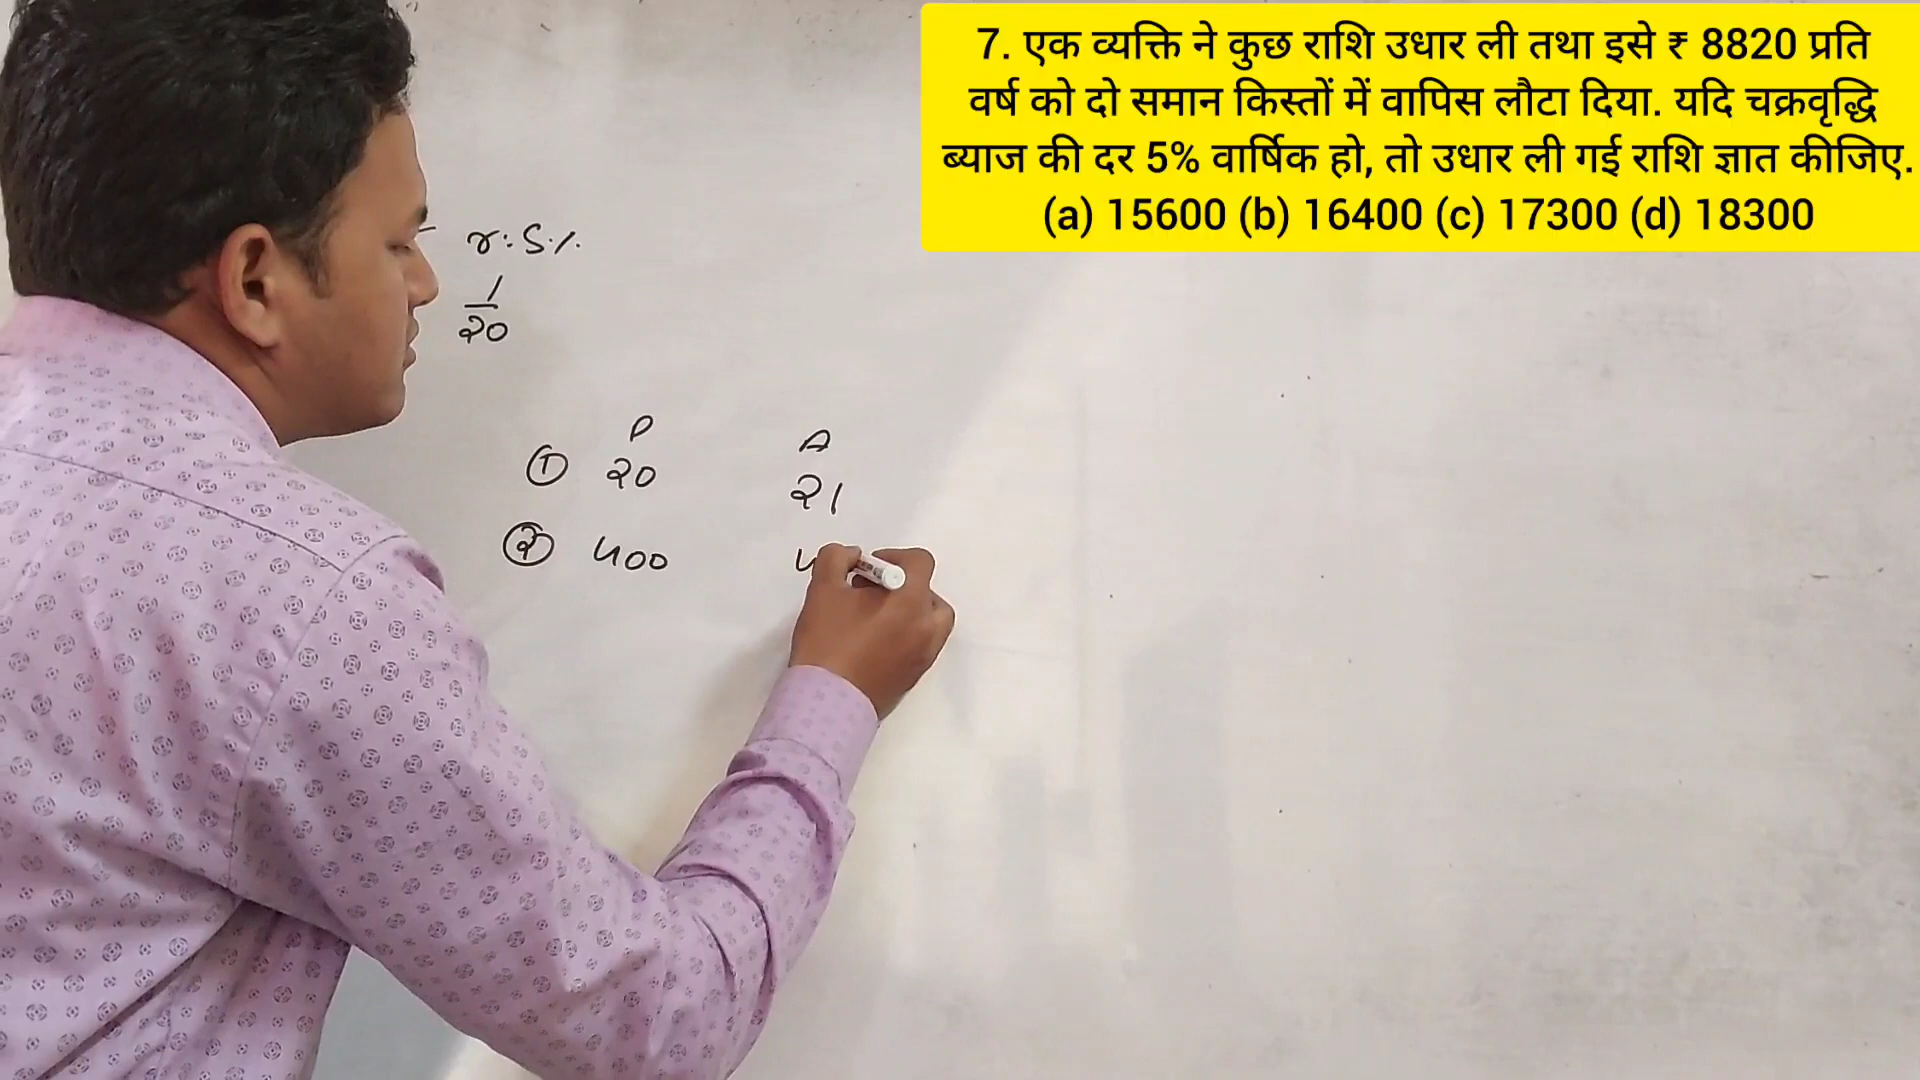 7. एक व्यक्ति ने कुछ राशि उधार ली तथा इसे ₹ 8820 प्रति
वर्ष को दो समान किस्तों में वापिस लौटा दिया. यदि चक्रवृद्धि
ब्याज की दर 5% वार्षिक हो, तो उधार ली गई राशि ज्ञात कीजिए.
(a) 15600 (b) 16400 (c) 17300 (d) 18300
r: 5%
1
20
P A
① 20 21
② 400 4